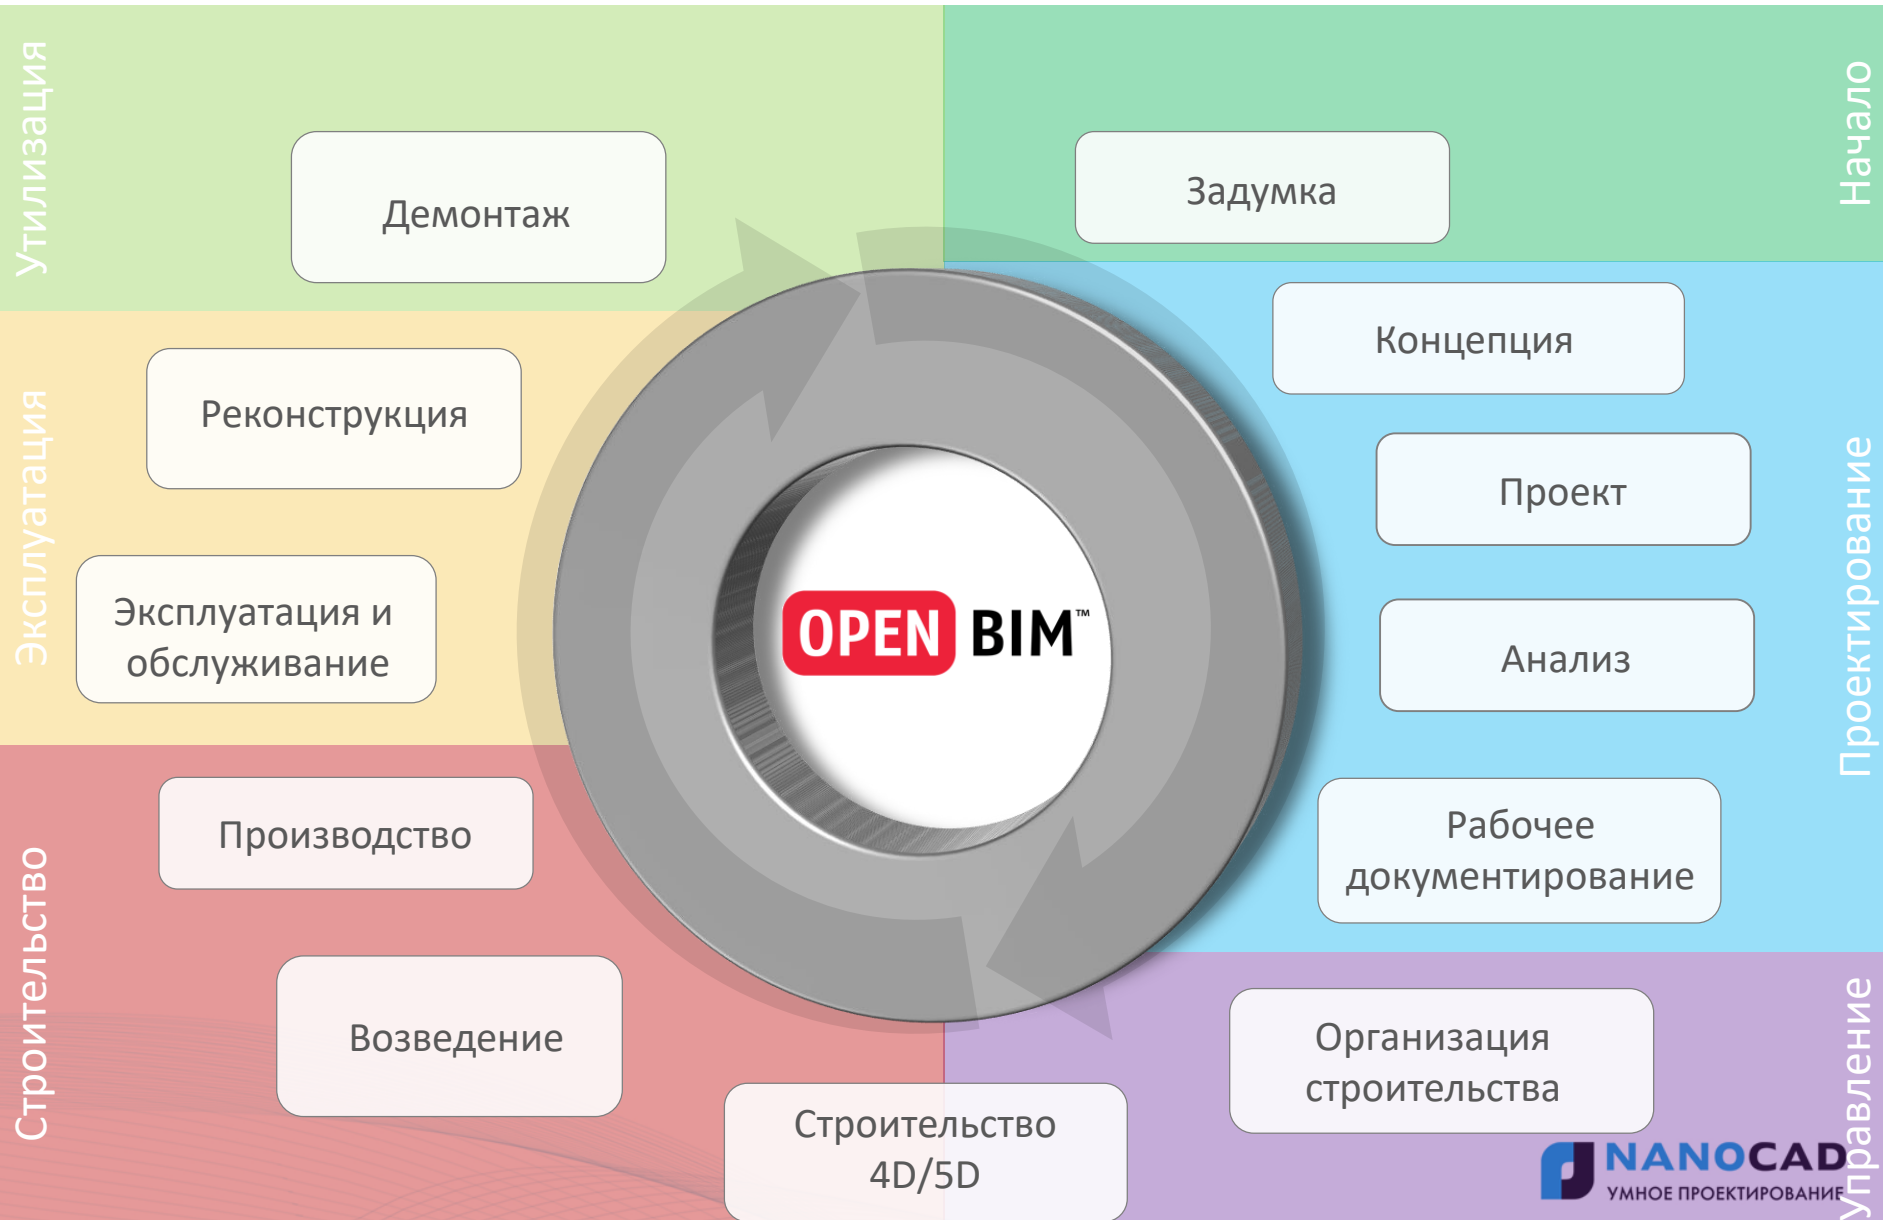 Утилизация
Демонтаж
Начало
Задумка
Концепция
Проект
Анализ
Рабочее
документирование
Проектирование
Организация
строительства
Управление
Строительство
4D/5D
Возведение
Производство
Строительство
Эксплуатация и
обслуживание
Реконструкция
Эксплуатация
OPEN BIM™
NANOCAD
УМНОЕ ПРОЕКТИРОВАНИЕ